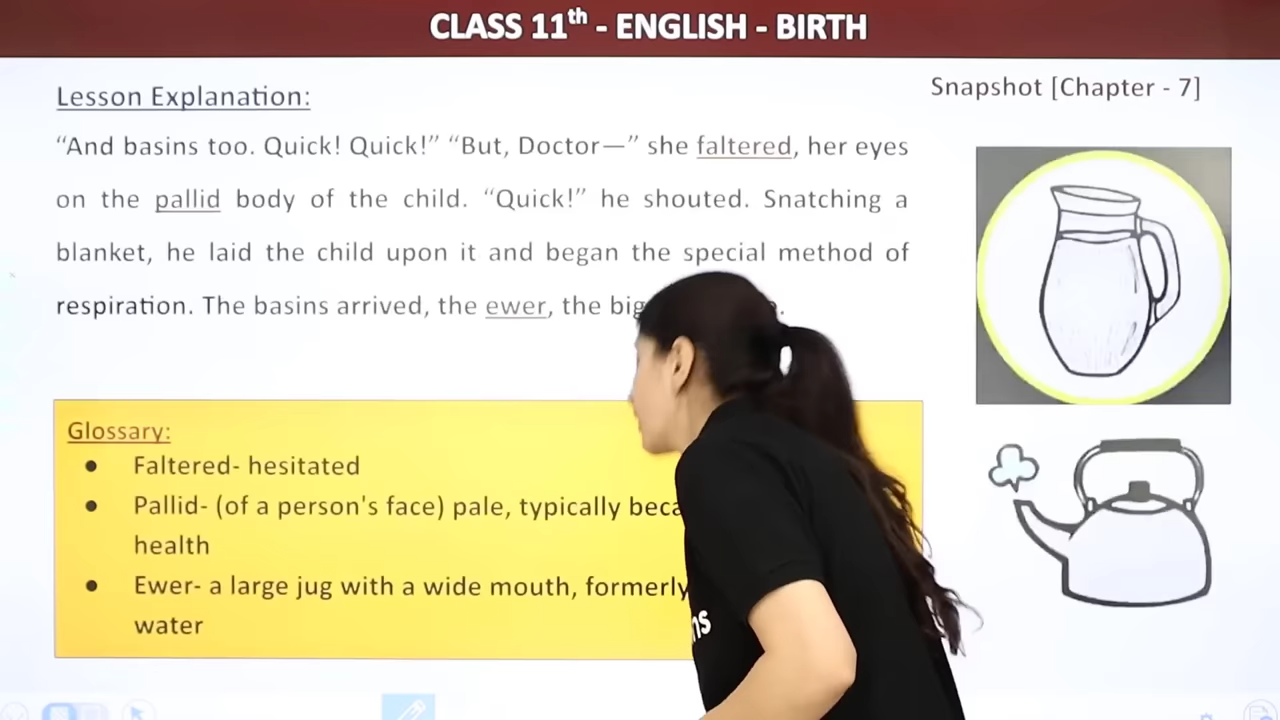 CLASS 11th - ENGLISH - BIRTH
Snapshot [Chapter - 7]
Lesson Explanation:
“And basins too. Quick! Quick!” “But, Doctor—” she faltered, her eyes
on the pallid body of the child. “Quick!” he shouted. Snatching a
blanket, he laid the child upon it and began the special method of
respiration. The basins arrived, the ewer, the big
Glossary:
● Faltered- hesitated
● Pallid- (of a person's face) pale, typically
health
● Ewer- a large jug with a wide mouth, formerly
water